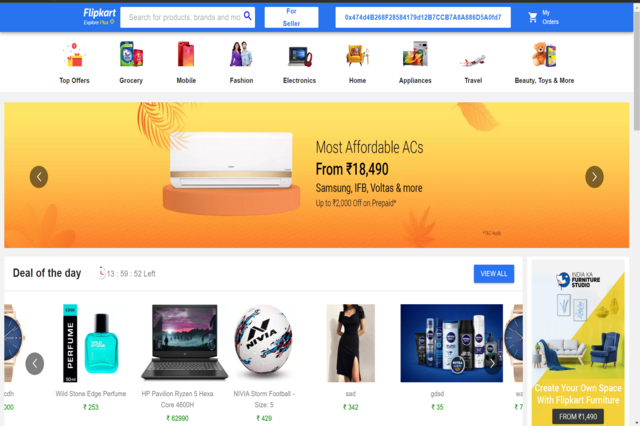 Flipkart
Explore Plus
Search for products, brands and mo
For
Seller
0x474d4B268F28584179d12B7CCB7A8A886D5A0fd7
My
Orders
Top Offers
Grocery
Mobile
Fashion
Electronics
Home
Appliances
Travel
Beauty, Toys & More
Most Affordable ACs
From ₹18,490
Samsung, IFB, Voltas & more
Up to ₹2,000 Off on Prepaid*
*T&C Apply
Deal of the day
13 : 59 : 52 Left
VIEW ALL
INDIA KA
FURNITURE
STUDIO
PERFUME
NIVIA
cdh
Wild Stone Edge Perfume
HP Pavilion Ryzen 5 Hexa
Core 4600H
NIVIA Storm Football -
Size: 5
sad
gdsd
wa
000
₹ 253
₹ 62990
₹ 429
₹ 342
₹ 35
₹ 7
Create Your Own Space
With Flipkart Furniture
FROM ₹1,490